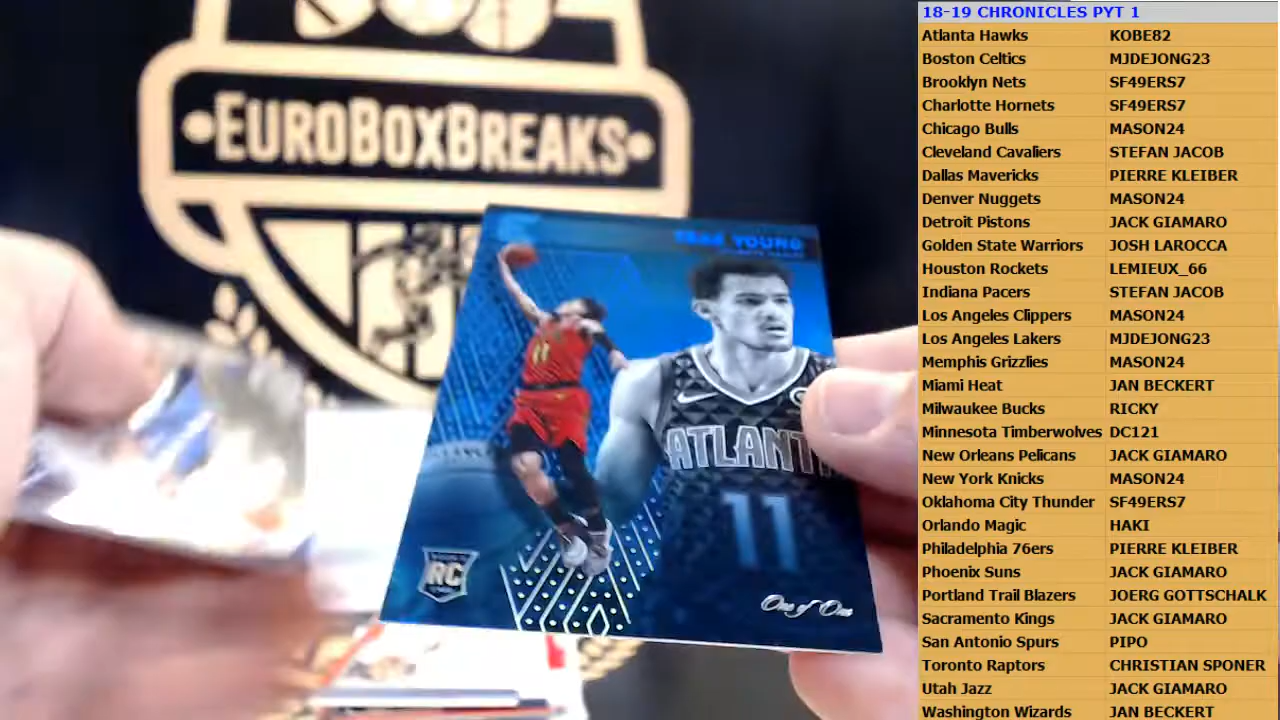 EUROBOXBREAKS
TRAE YOUNG
ATLANT
11
11
RC
One of One
18-19 CHRONICLES PYT 1
Atlanta Hawks KOBE82
Boston Celtics MJDEJONG23
Brooklyn Nets SF49ERS7
Charlotte Hornets SF49ERS7
Chicago Bulls MASON24
Cleveland Cavaliers STEFAN JACOB
Dallas Mavericks PIERRE KLEIBER
Denver Nuggets MASON24
Detroit Pistons JACK GIAMARO
Golden State Warriors JOSH LAROCCA
Houston Rockets LEMIEUX_66
Indiana Pacers STEFAN JACOB
Los Angeles Clippers MASON24
Los Angeles Lakers MJDEJONG23
Memphis Grizzlies MASON24
Miami Heat JAN BECKERT
Milwaukee Bucks RICKY
Minnesota Timberwolves DC121
New Orleans Pelicans JACK GIAMARO
New York Knicks MASON24
Oklahoma City Thunder SF49ERS7
Orlando Magic HAKI
Philadelphia 76ers PIERRE KLEIBER
Phoenix Suns JACK GIAMARO
Portland Trail Blazers JOERG GOTTSCHALK
Sacramento Kings JACK GIAMARO
San Antonio Spurs PIPO
Toronto Raptors CHRISTIAN SPONER
Utah Jazz JACK GIAMARO
Washington Wizards JAN BECKERT